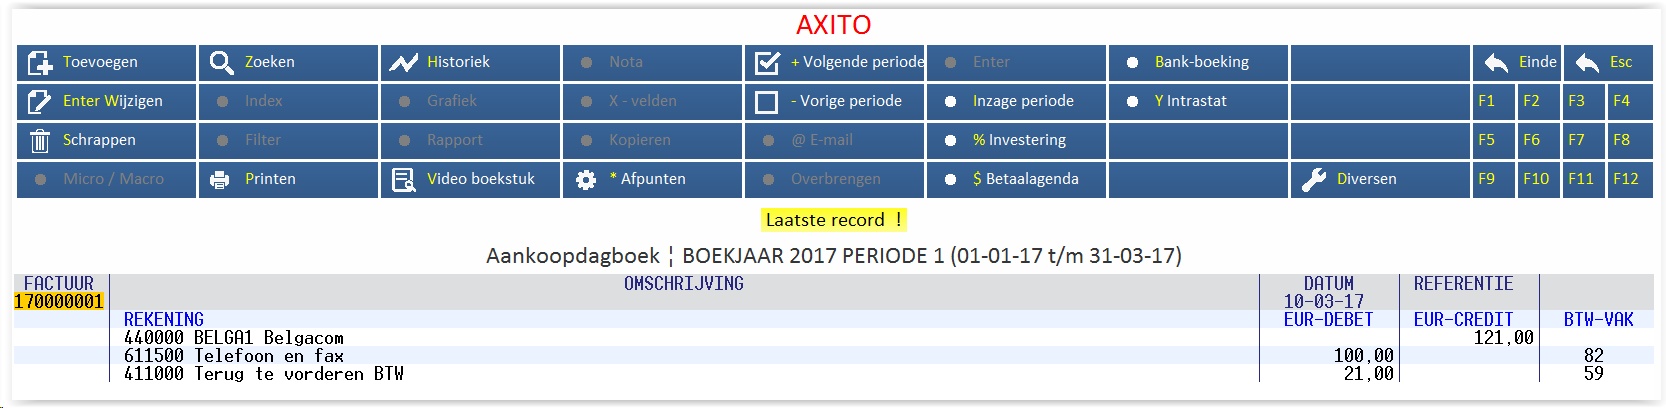 AXITO
Toevoegen Zoeken Historiek Nota + Volgende periode Enter Bank-boeking Einde Esc
Enter Wijzigen Index Grafiek X - velden - Vorige periode Inzage periode Y Intrastat F1 F2 F3 F4
Schrappen Filter Rapport Kopieren @ E-mail % Investering F5 F6 F7 F8
Micro / Macro Printen Video boekstuk * Afpunten Overbrengen $ Betaalagenda Diversen F9 F10 F11 F12
Laatste record !
Aankoopdagboek ¦ BOEKJAAR 2017 PERIODE 1 (01-01-17 t/m 31-03-17)
FACTUUR OMSCHRIJVING DATUM REFERENTIE
170000001 10-03-17
REKENING EUR-DEBET EUR-CREDIT BTW-VAK
440000 BELGA1 Belgacom 121,00
611500 Telefoon en fax 100,00 82
411000 Terug te vorderen BTW 21,00 59